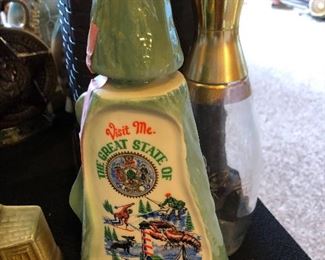 Visit Me.
THE GREAT STATE OF